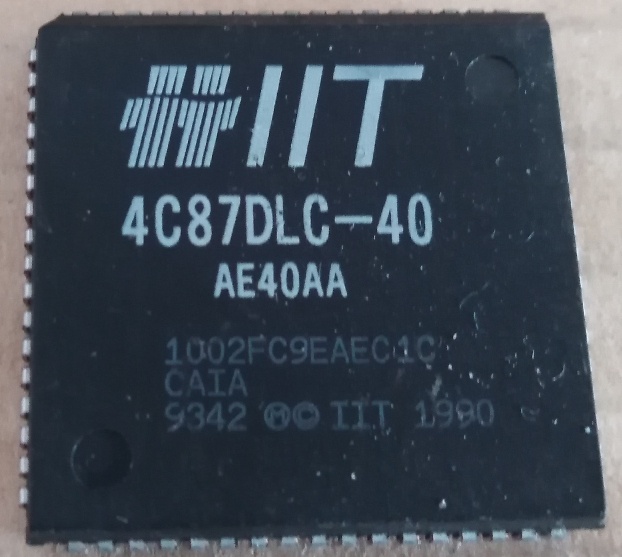 IIT
4C87DLC-40
AE40AA
1002FC9EAEC1C
CAIA
9342 Ⓜ© IIT 1990